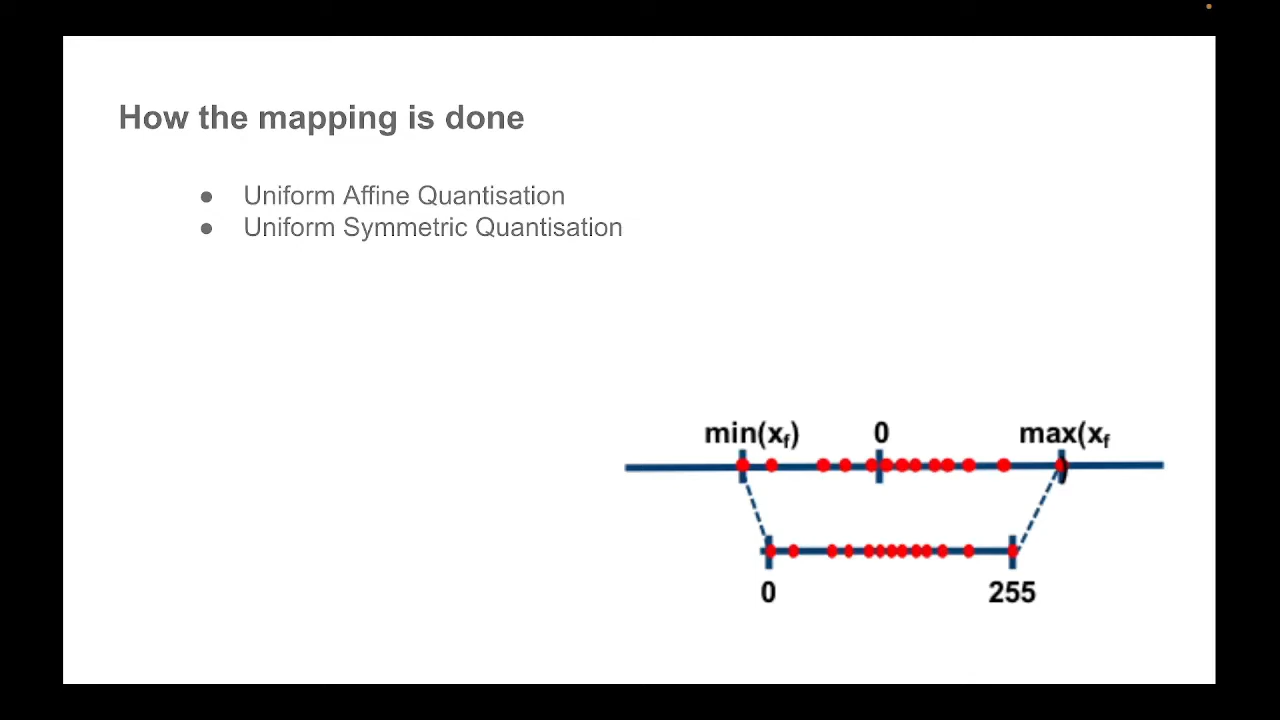 How the mapping is done
● Uniform Affine Quantisation
● Uniform Symmetric Quantisation
min(xf) 0 max(xf)
0 255